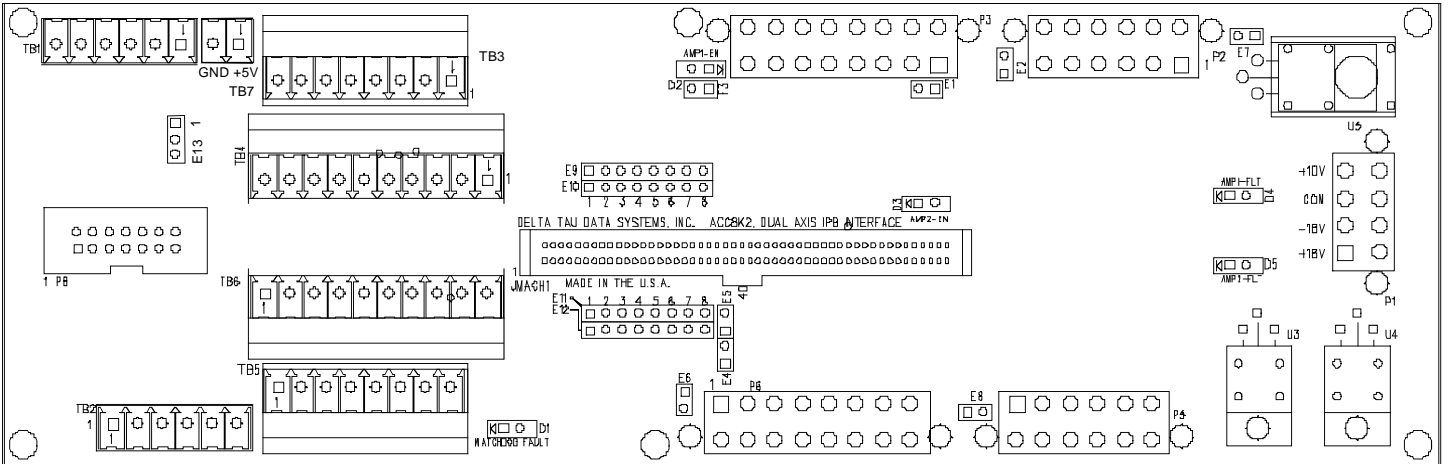 TB1
GND +5V
TB7
TB3
1
AMP1-EN
D2
E3
P3
E1
E2
P2
1
E7
U5
1
E13
TB4
1
E9
E10
1 2 3 4 5 6 7 8
D3
AMP2-EN
AMP1-FLT
D4
+10V
CON
-18V
+18V
DELTA TAU DATA SYSTEMS, INC. ACC8K2, DUAL AXIS IPB INTERFACE
1 P8
TB6
1
JMACH1
MADE IN THE U.S.A.
40
D5
P1
E11
E12
1 2 3 4 5 6 7 8
E5
E4
U3
U4
TB5
TB2
1
D1
WATCHDOG FAULT
E6
1
P6
E8